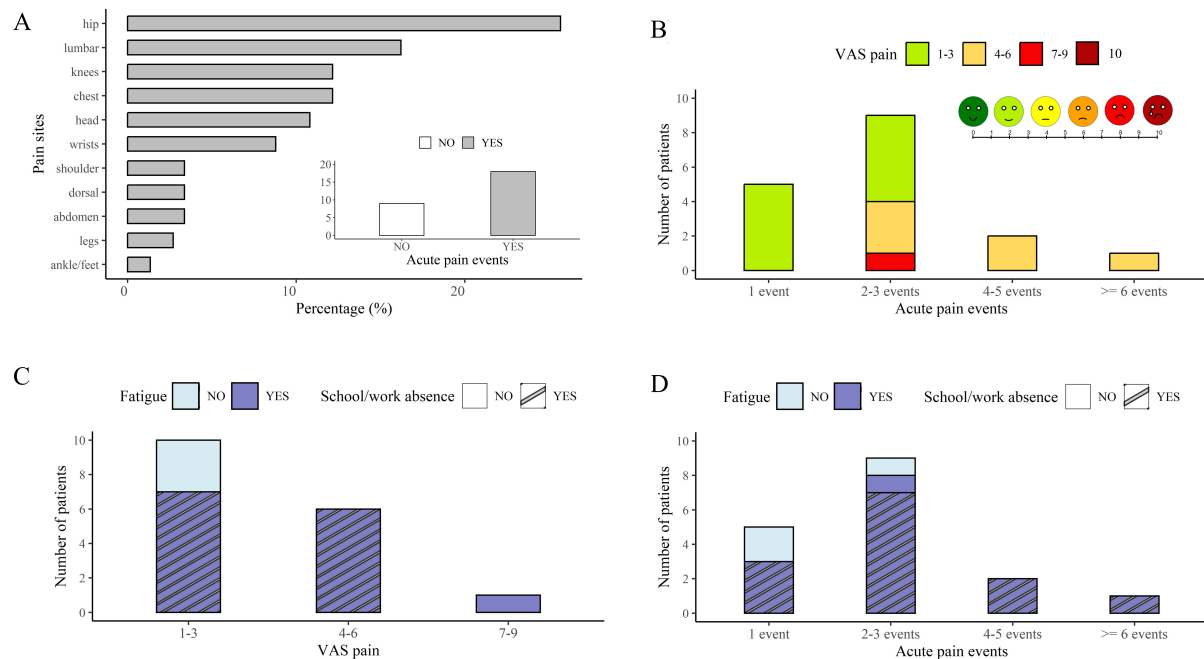 A
hip
lumbar
knees
chest
head
wrists
shoulder
dorsal
abdomen
legs
ankle/feet
Pain sites
0 10 20
Percentage (%)
NO YES
20
15
10
5
0
NO YES
Acute pain events
B
VAS pain 1-3 4-6 7-9 10
0 1 2 3 4 5 6 7 8 9 10
10
8
6
4
2
0
Number of patients
1 event 2-3 events 4-5 events >= 6 events
Acute pain events
C
Fatigue NO YES School/work absence NO YES
10
8
6
4
2
0
Number of patients
1-3 4-6 7-9
VAS pain
D
Fatigue NO YES School/work absence NO YES
10
8
6
4
2
0
Number of patients
1 event 2-3 events 4-5 events >= 6 events
Acute pain events